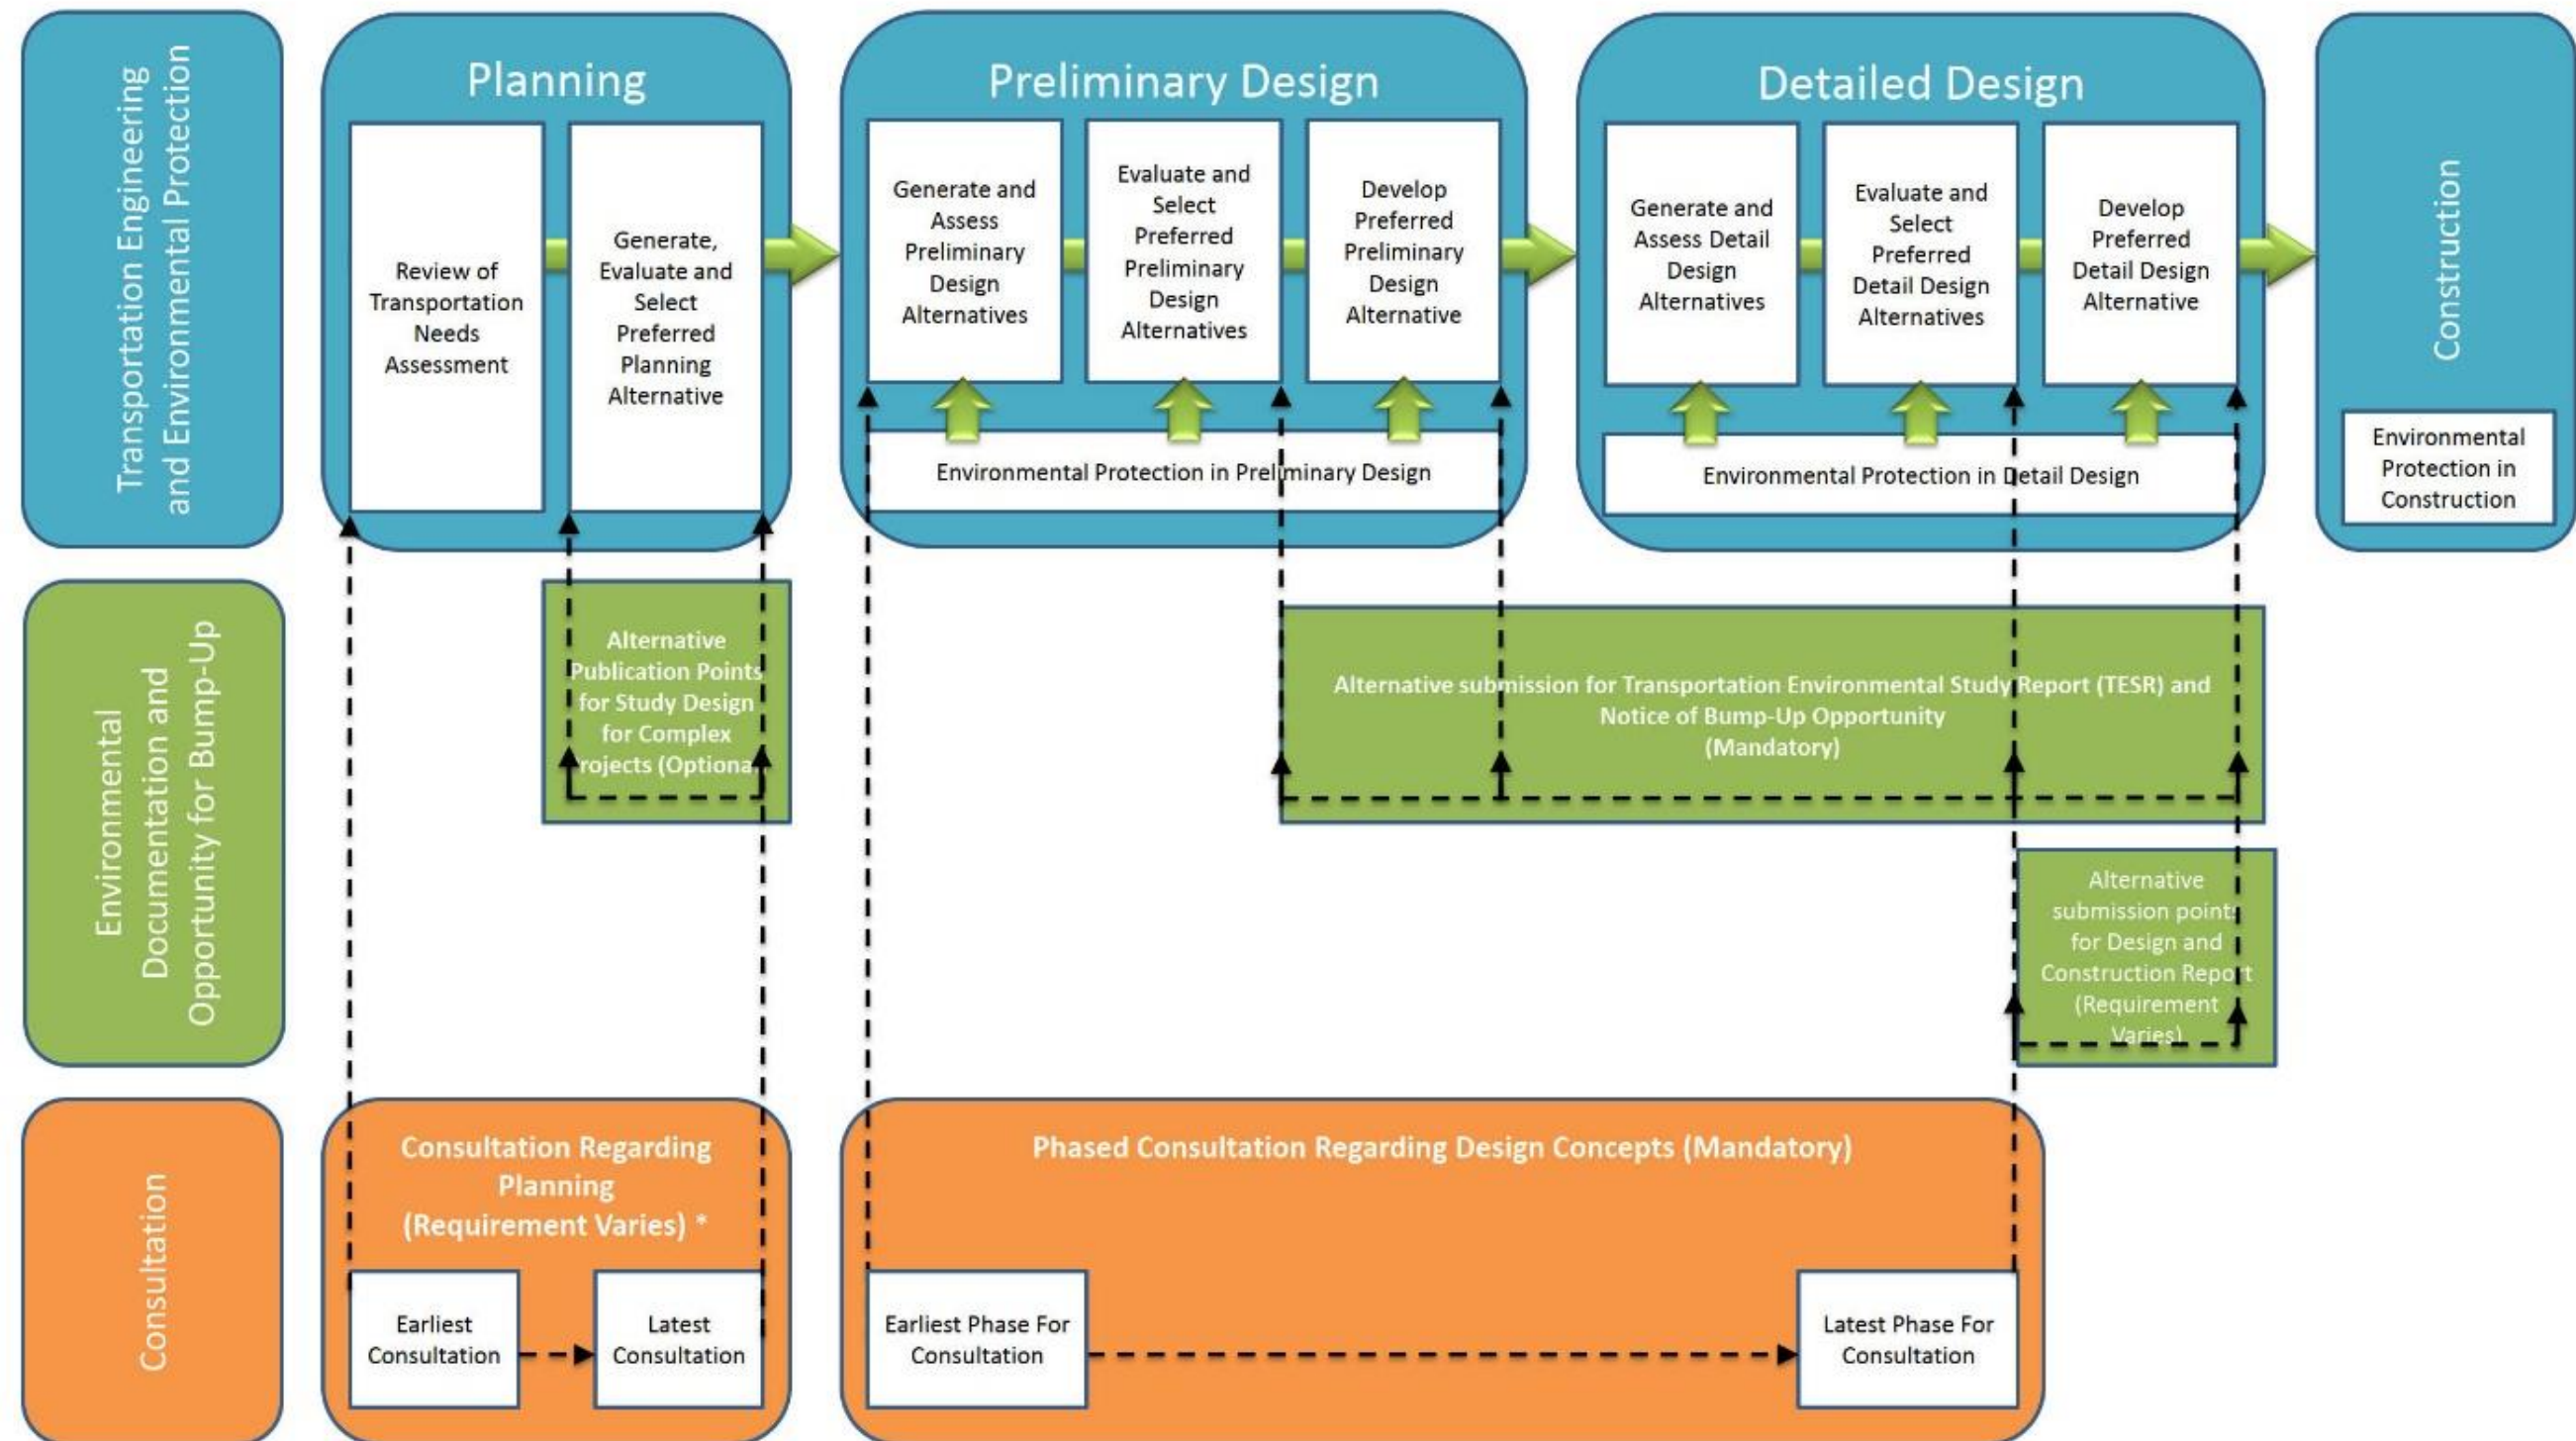 Transportation Engineering
and Environmental Protection
Planning
Review of
Transportation
Needs
Assessment
Generate,
Evaluate and
Select
Preferred
Planning
Alternative
Preliminary Design
Generate and
Assess
Preliminary
Design
Alternatives
Evaluate and
Select
Preferred
Preliminary
Design
Alternatives
Develop
Preferred
Preliminary
Design
Alternative
Environmental Protection in Preliminary Design
Detailed Design
Generate and
Assess Detail
Design
Alternatives
Evaluate and
Select
Preferred
Detail Design
Alternatives
Develop
Preferred
Detail Design
Alternative
Environmental Protection in Detail Design
Construction
Environmental
Protection in
Construction
Environmental
Documentation and
Opportunity for Bump-Up
Alternative
Publication Points
for Study Design
for Complex
Projects (Optional
Alternative submission for Transportation Environmental Study Report (TESR) and
Notice of Bump-Up Opportunity
(Mandatory)
Alternative
submission points
for Design and
Construction Report
(Requirement
Varies)
Consultation
Consultation Regarding
Planning
(Requirement Varies) *
Earliest
Consultation
Latest
Consultation
Phased Consultation Regarding Design Concepts (Mandatory)
Earliest Phase For
Consultation
Latest Phase For
Consultation